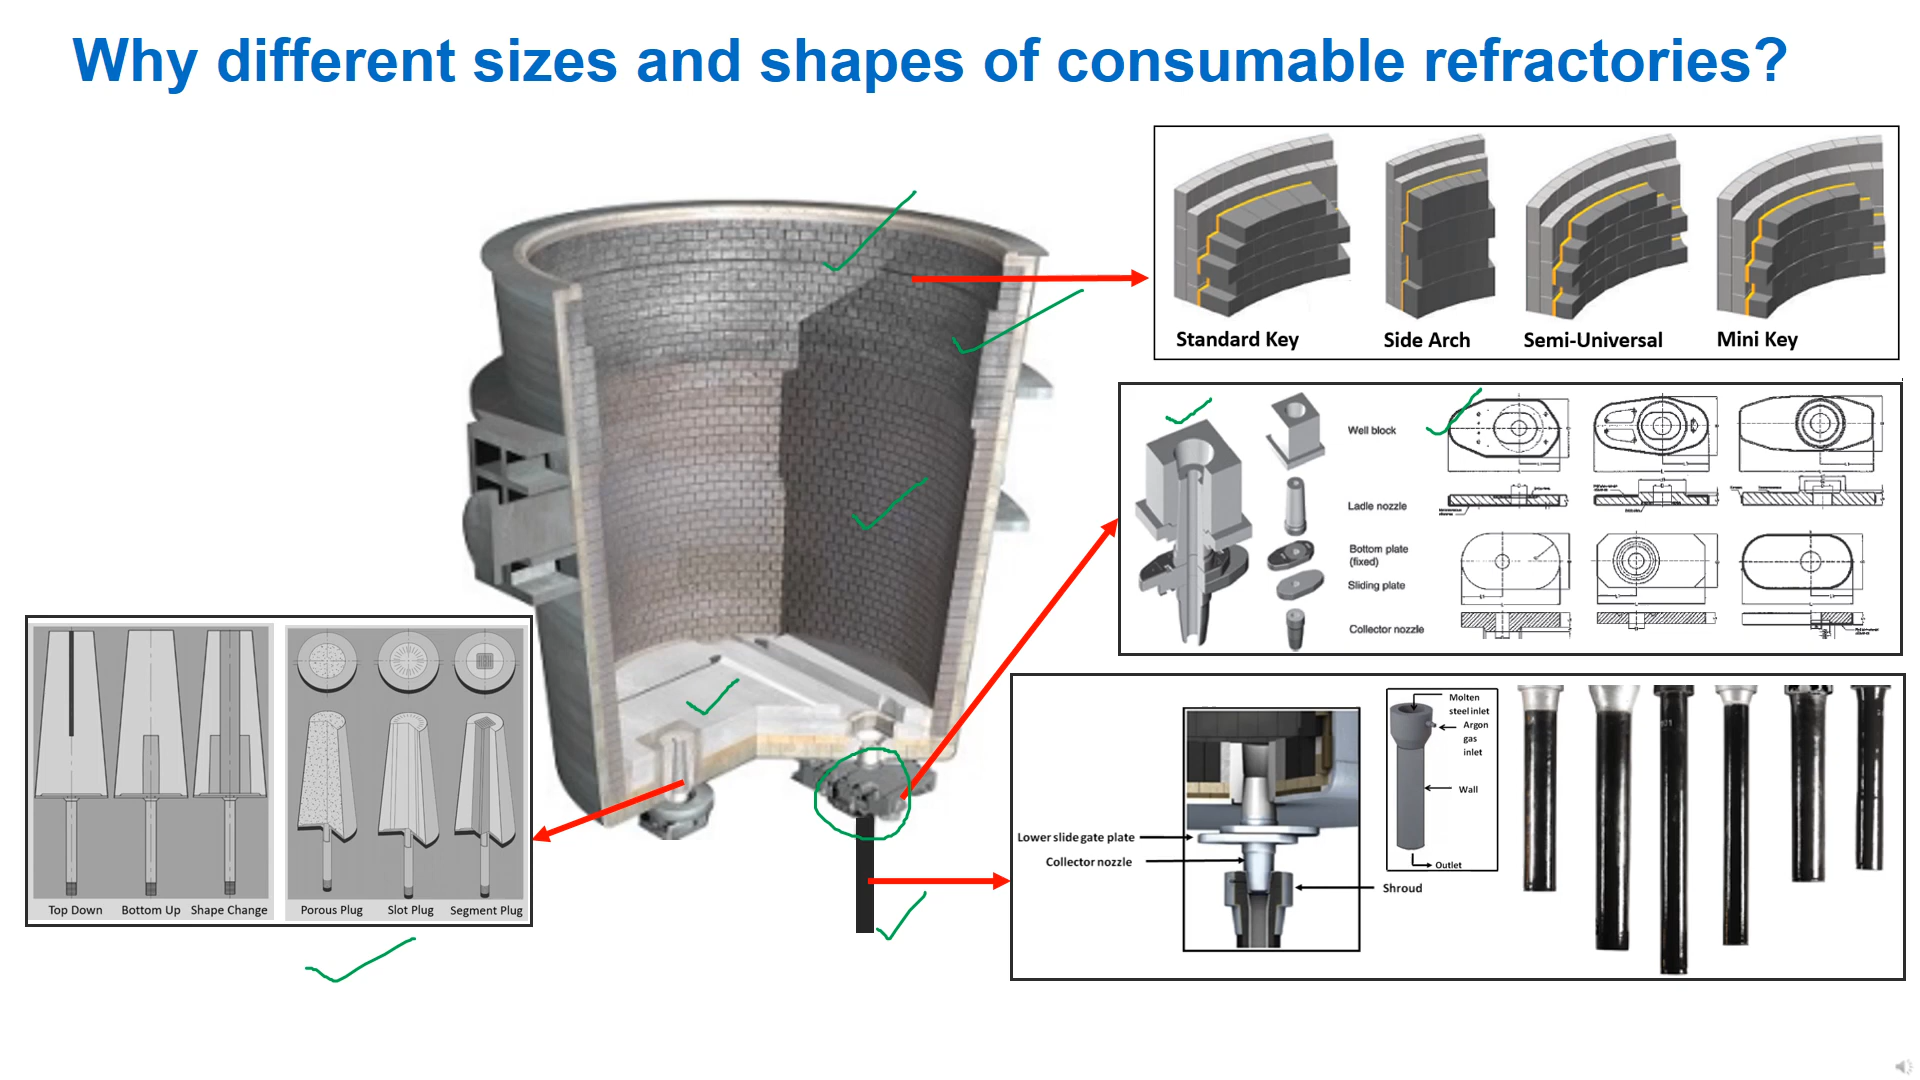 Why different sizes and shapes of consumable refractories?
Standard Key
Side Arch
Semi-Universal
Mini Key
Well block
Ladle nozzle
Bottom plate
(fixed)
Sliding plate
Collector nozzle
Top Down
Bottom Up
Shape Change
Porous Plug
Slot Plug
Segment Plug
Lower slide gate plate
Collector nozzle
Shroud
Molten
steel inlet
Argon
gas
inlet
Wall
Outlet